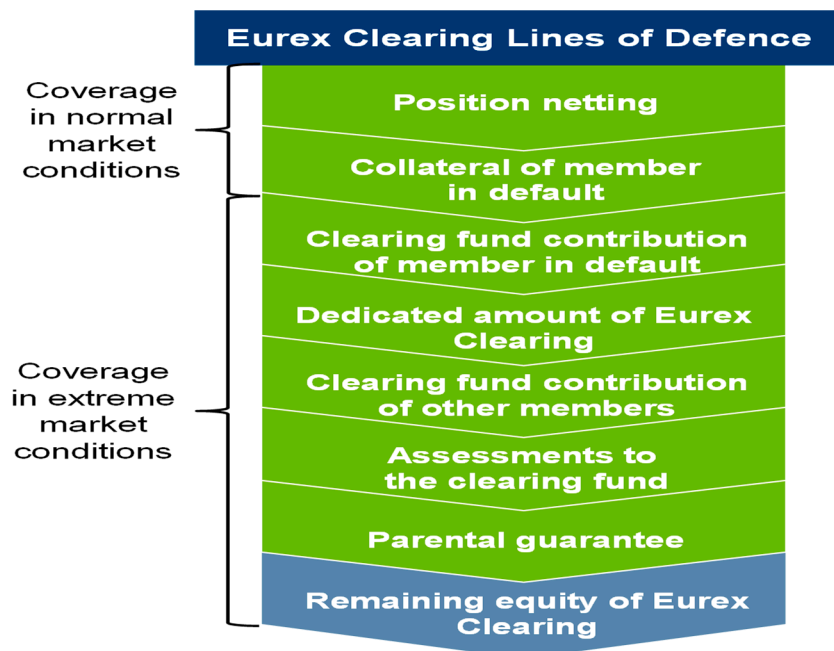 Eurex Clearing Lines of Defence
Coverage
in normal
market
conditions
Position netting
Collateral of member
in default
Coverage
in extreme
market
conditions
Clearing fund contribution
of member in default
Dedicated amount of Eurex
Clearing
Clearing fund contribution
of other members
Assessments to
the clearing fund
Parental guarantee
Remaining equity of Eurex
Clearing